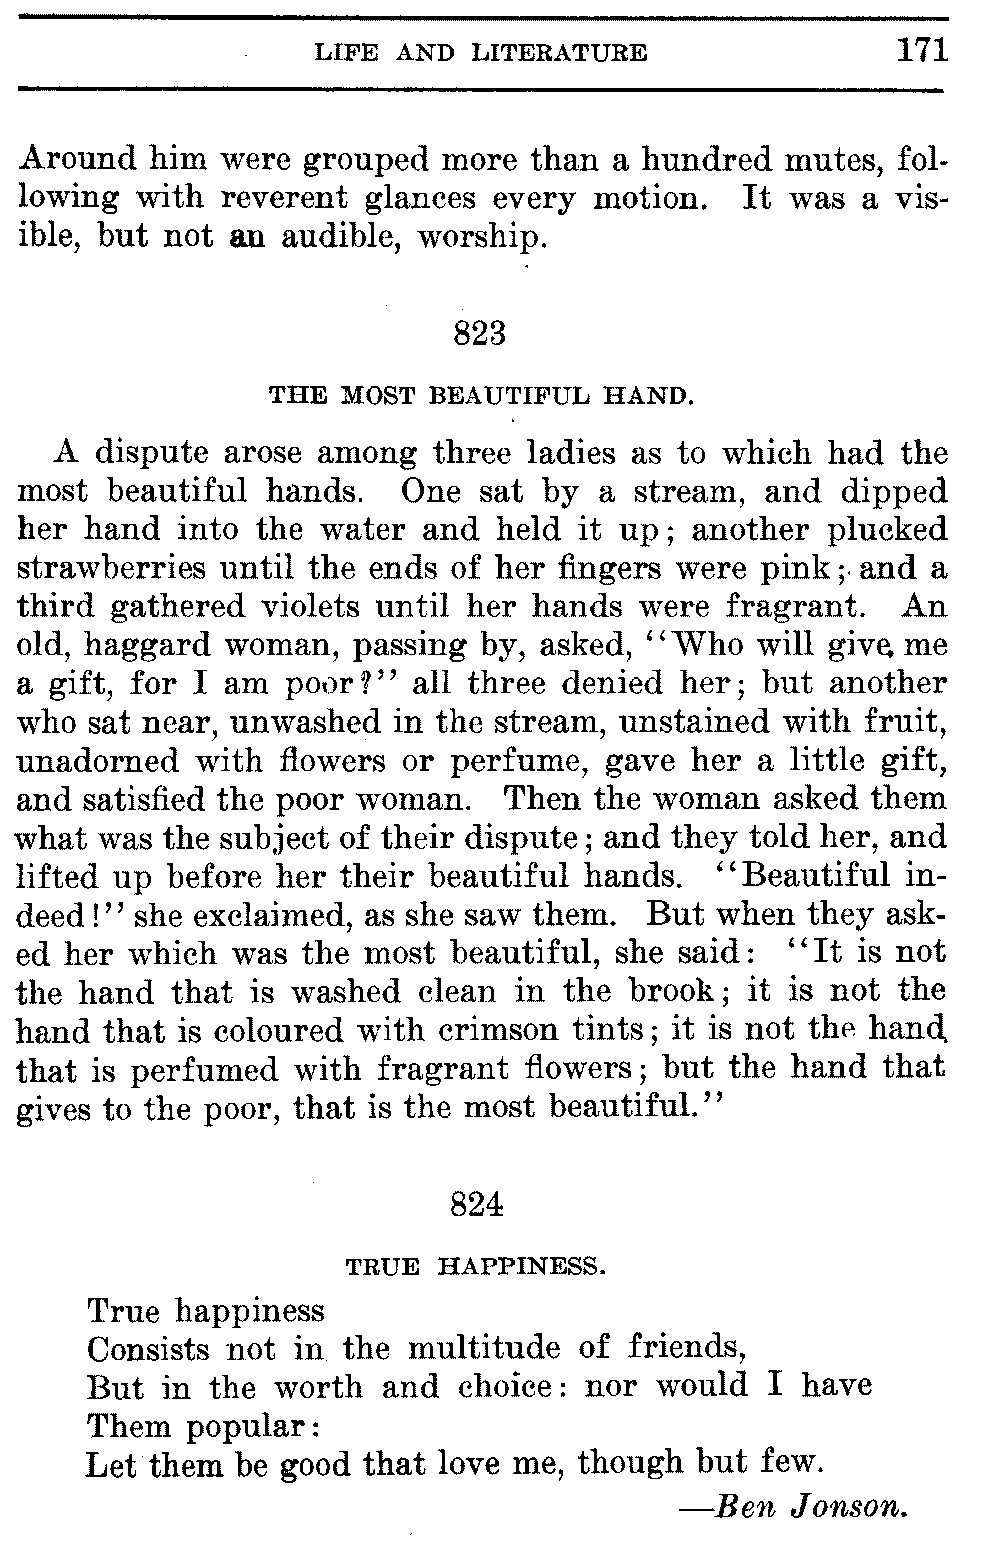 LIFE AND LITERATURE 171
Around him were grouped more than a hundred mutes, fol-
lowing with reverent glances every motion. It was a vis-
ible, but not an audible, worship.
823
THE MOST BEAUTIFUL HAND.
A dispute arose among three ladies as to which had the
most beautiful hands. One sat by a stream, and dipped
her hand into the water and held it up; another plucked
strawberries until the ends of her fingers were pink; and a
third gathered violets until her hands were fragrant. An
old, haggard woman, passing by, asked, "Who will give me
a gift, for I am poor?" all three denied her; but another
who sat near, unwashed in the stream, unstained with fruit,
unadorned with flowers or perfume, gave her a little gift,
and satisfied the poor woman. Then the woman asked them
what was the subject of their dispute; and they told her, and
lifted up before her their beautiful hands. "Beautiful in-
deed!" she exclaimed, as she saw them. But when they ask-
ed her which was the most beautiful, she said: "It is not
the hand that is washed clean in the brook; it is not the
hand that is coloured with crimson tints; it is not the hand
that is perfumed with fragrant flowers; but the hand that
gives to the poor, that is the most beautiful."
824
TRUE HAPPINESS.
True happiness
Consists not in the multitude of friends,
But in the worth and choice: nor would I have
Them popular:
Let them be good that love me, though but few.
—Ben Jonson.